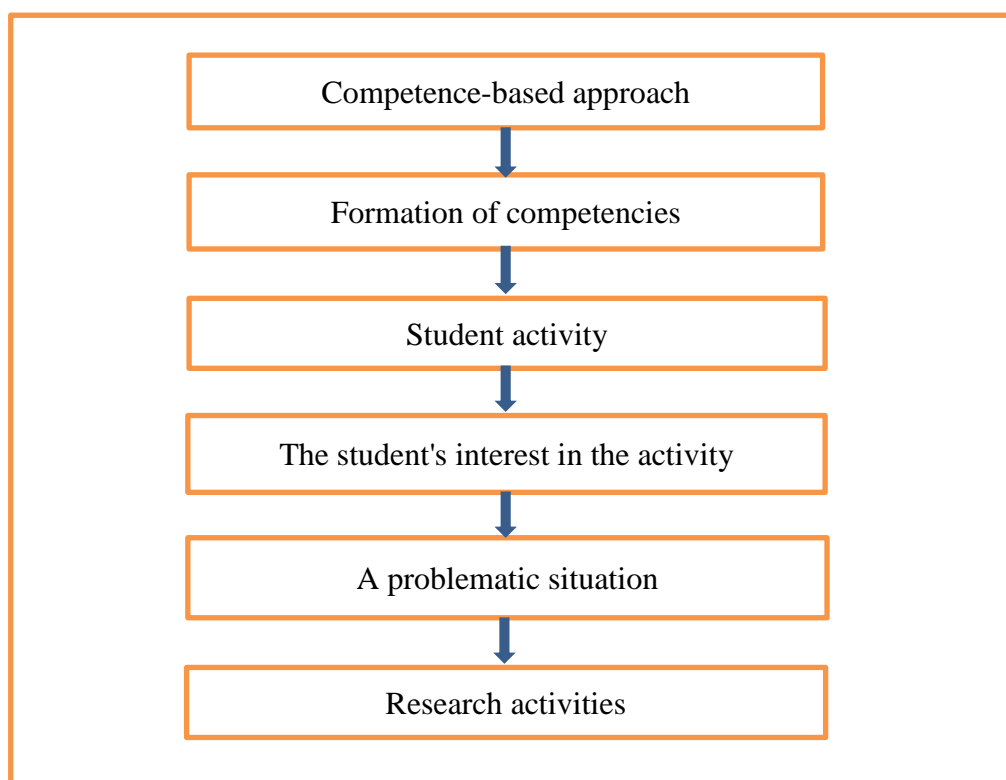 Competence-based approach
Formation of competencies
Student activity
The student's interest in the activity
A problematic situation
Research activities